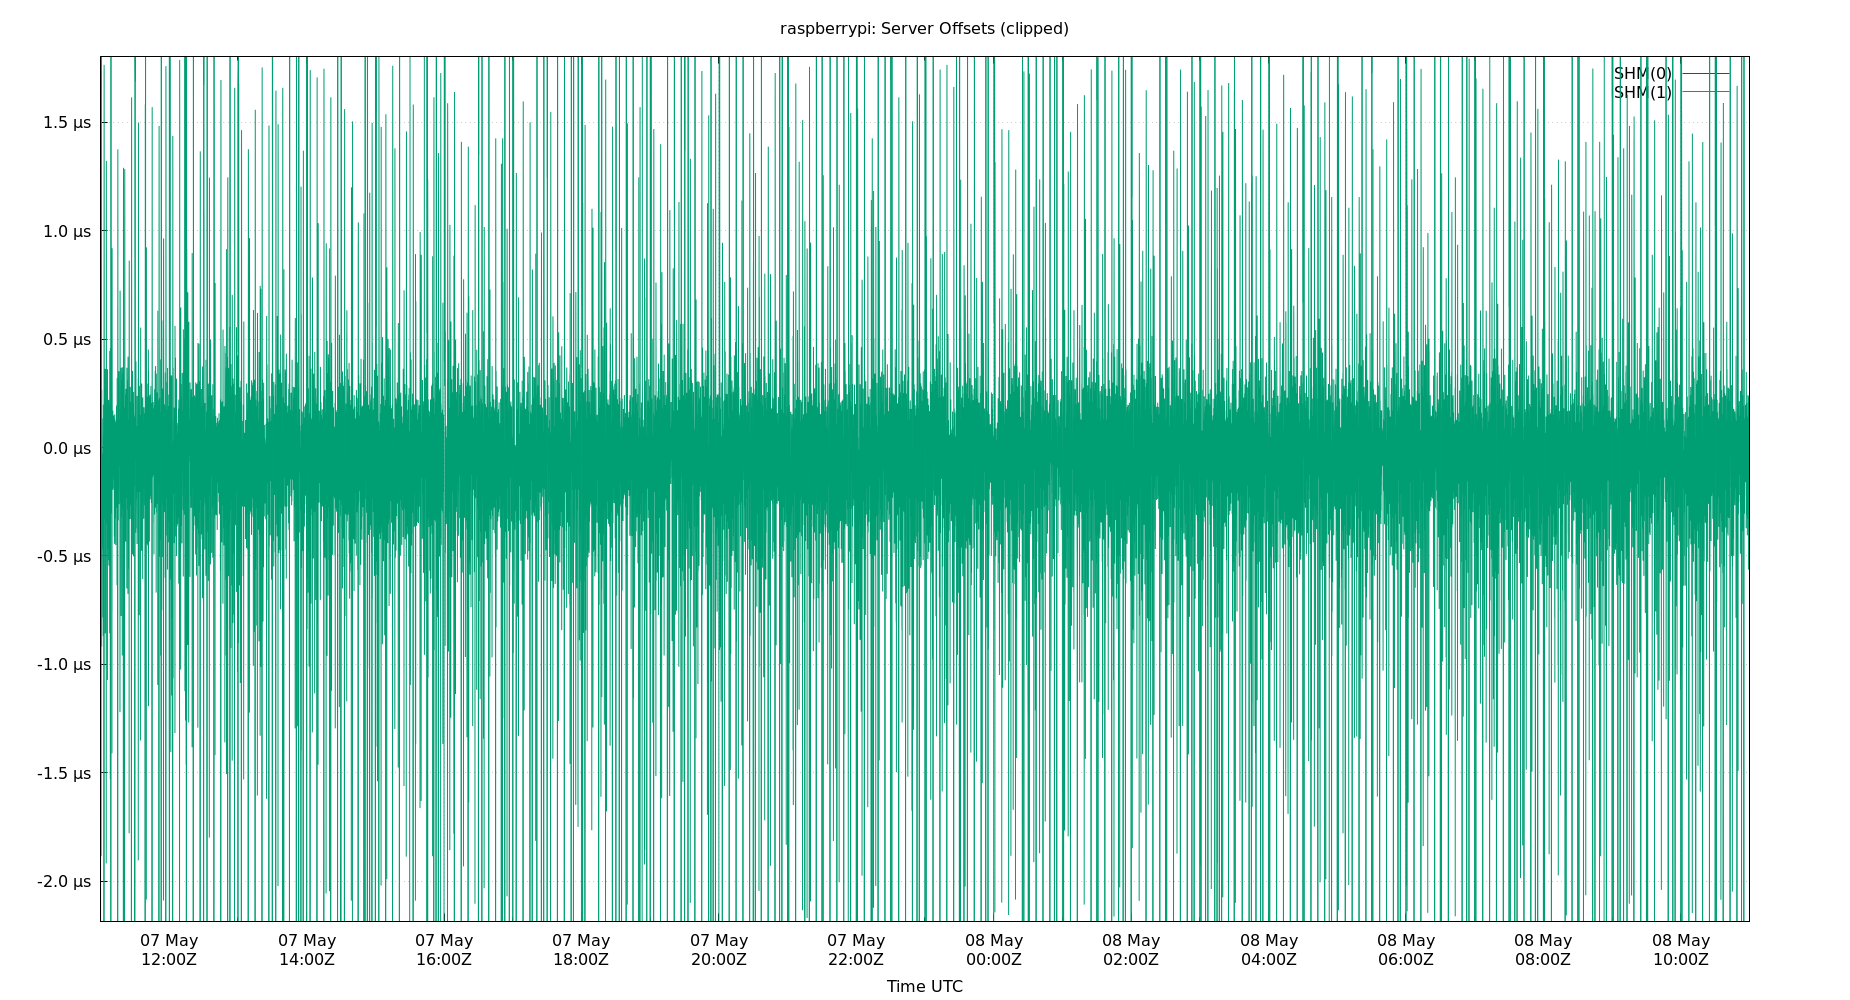 raspberrypi: Server Offsets (clipped)
SHM(0)
SHM(1)
1.5 µs
1.0 µs
0.5 µs
0.0 µs
-0.5 µs
-1.0 µs
-1.5 µs
-2.0 µs
07 May 07 May 07 May 07 May 07 May 07 May 08 May 08 May 08 May 08 May 08 May 08 May
12:00Z 14:00Z 16:00Z 18:00Z 20:00Z 22:00Z 00:00Z 02:00Z 04:00Z 06:00Z 08:00Z 10:00Z
Time UTC